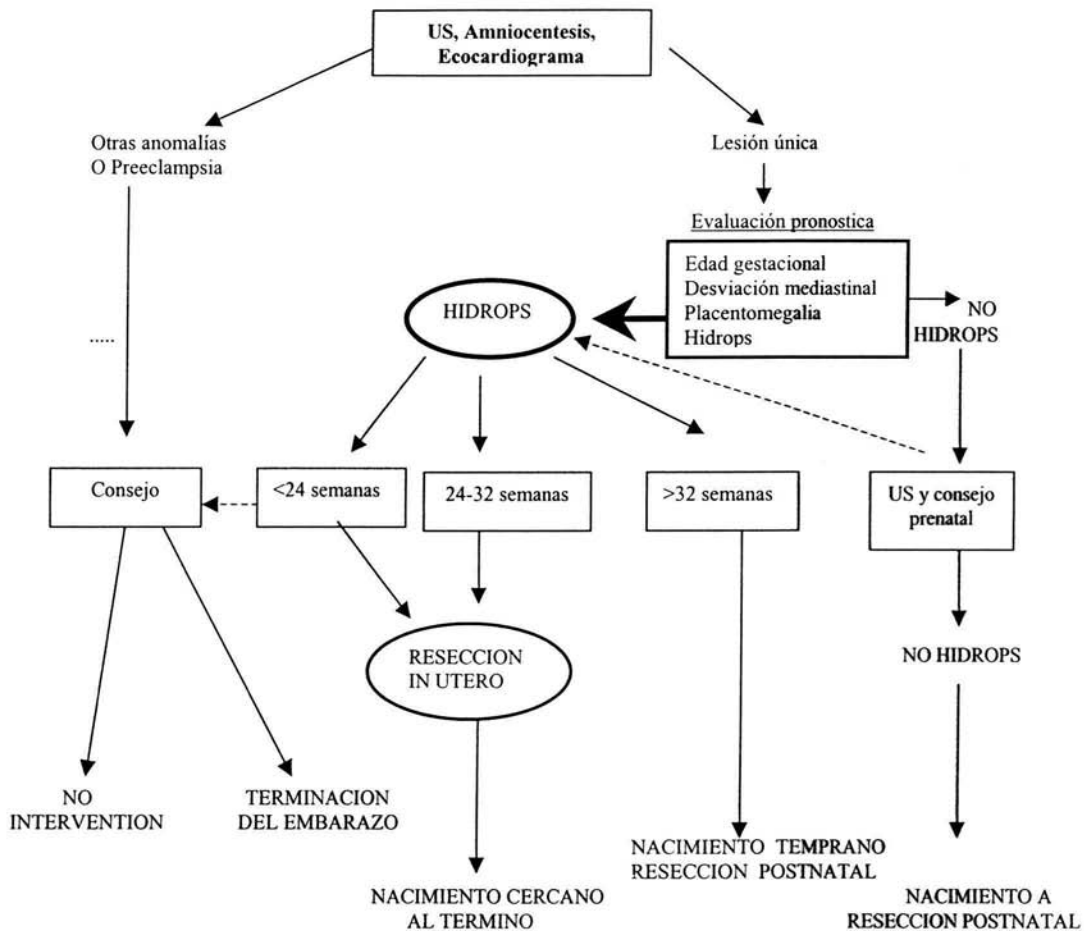 US, Amniocentesis,
Ecocardiograma
Otras anomalías
O Preeclampsia
Lesión única
Evaluación pronostica
Edad gestacional
Desviación mediastinal
Placentomegalia
Hidrops
HIDROPS
NO
HIDROPS
.....
Consejo
<24 semanas
24-32 semanas
>32 semanas
US y consejo
prenatal
RESECCION
IN UTERO
NO HIDROPS
NO
INTERVENTION
TERMINACION
DEL EMBARAZO
NACIMIENTO TEMPRANO
RESECCION POSTNATAL
NACIMIENTO CERCANO
AL TERMINO
NACIMIENTO A
RESECCION POSTNATAL